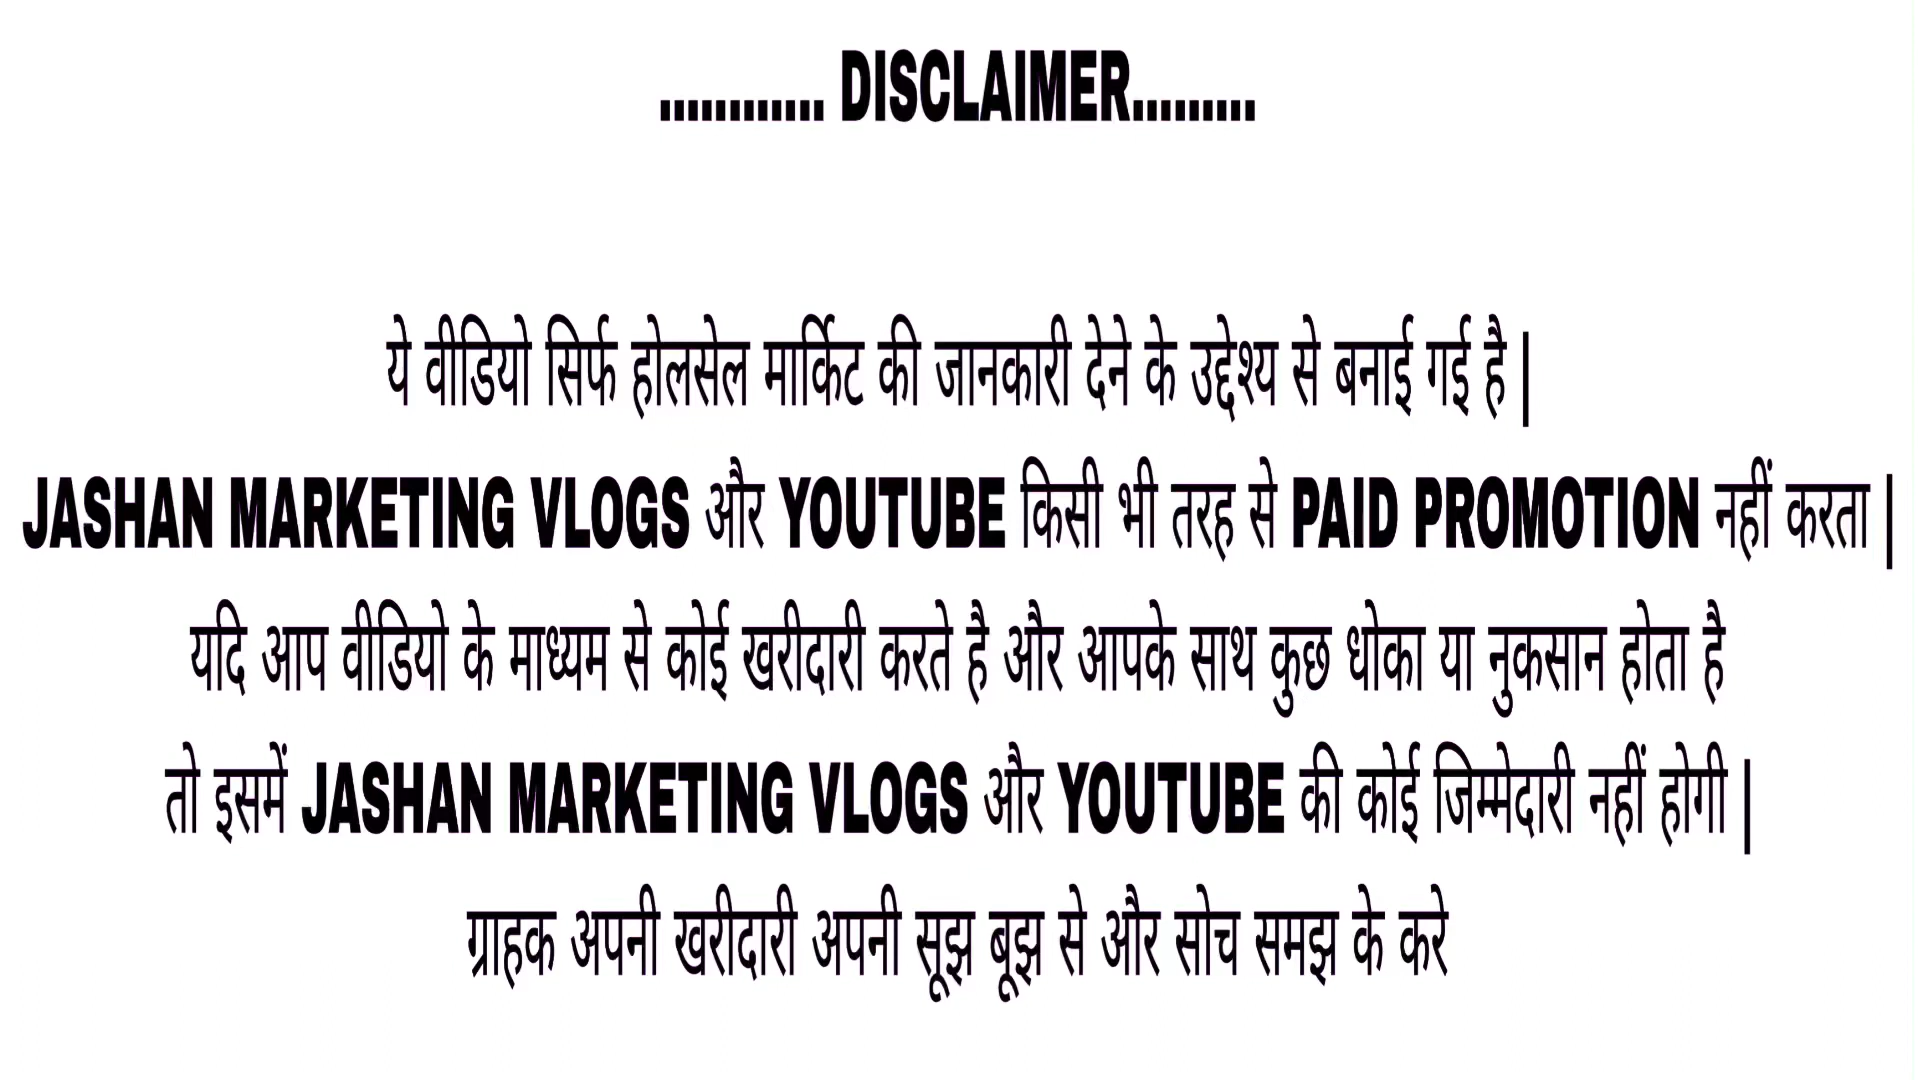 ............ DISCLAIMER.........
ये वीडियो सिर्फ होलसेल मार्किट की जानकारी देने के उद्देश्य से बनाई गई है |
JASHAN MARKETING VLOGS और YOUTUBE किसी भी तरह से PAID PROMOTION नहीं करता |
यदि आप वीडियो के माध्यम से कोई खरीदारी करते है और आपके साथ कुछ धोका या नुकसान होता है
तो इसमें JASHAN MARKETING VLOGS और YOUTUBE की कोई जिम्मेदारी नहीं होगी |
ग्राहक अपनी खरीदारी अपनी सूझ बूझ से और सोच समझ के करे